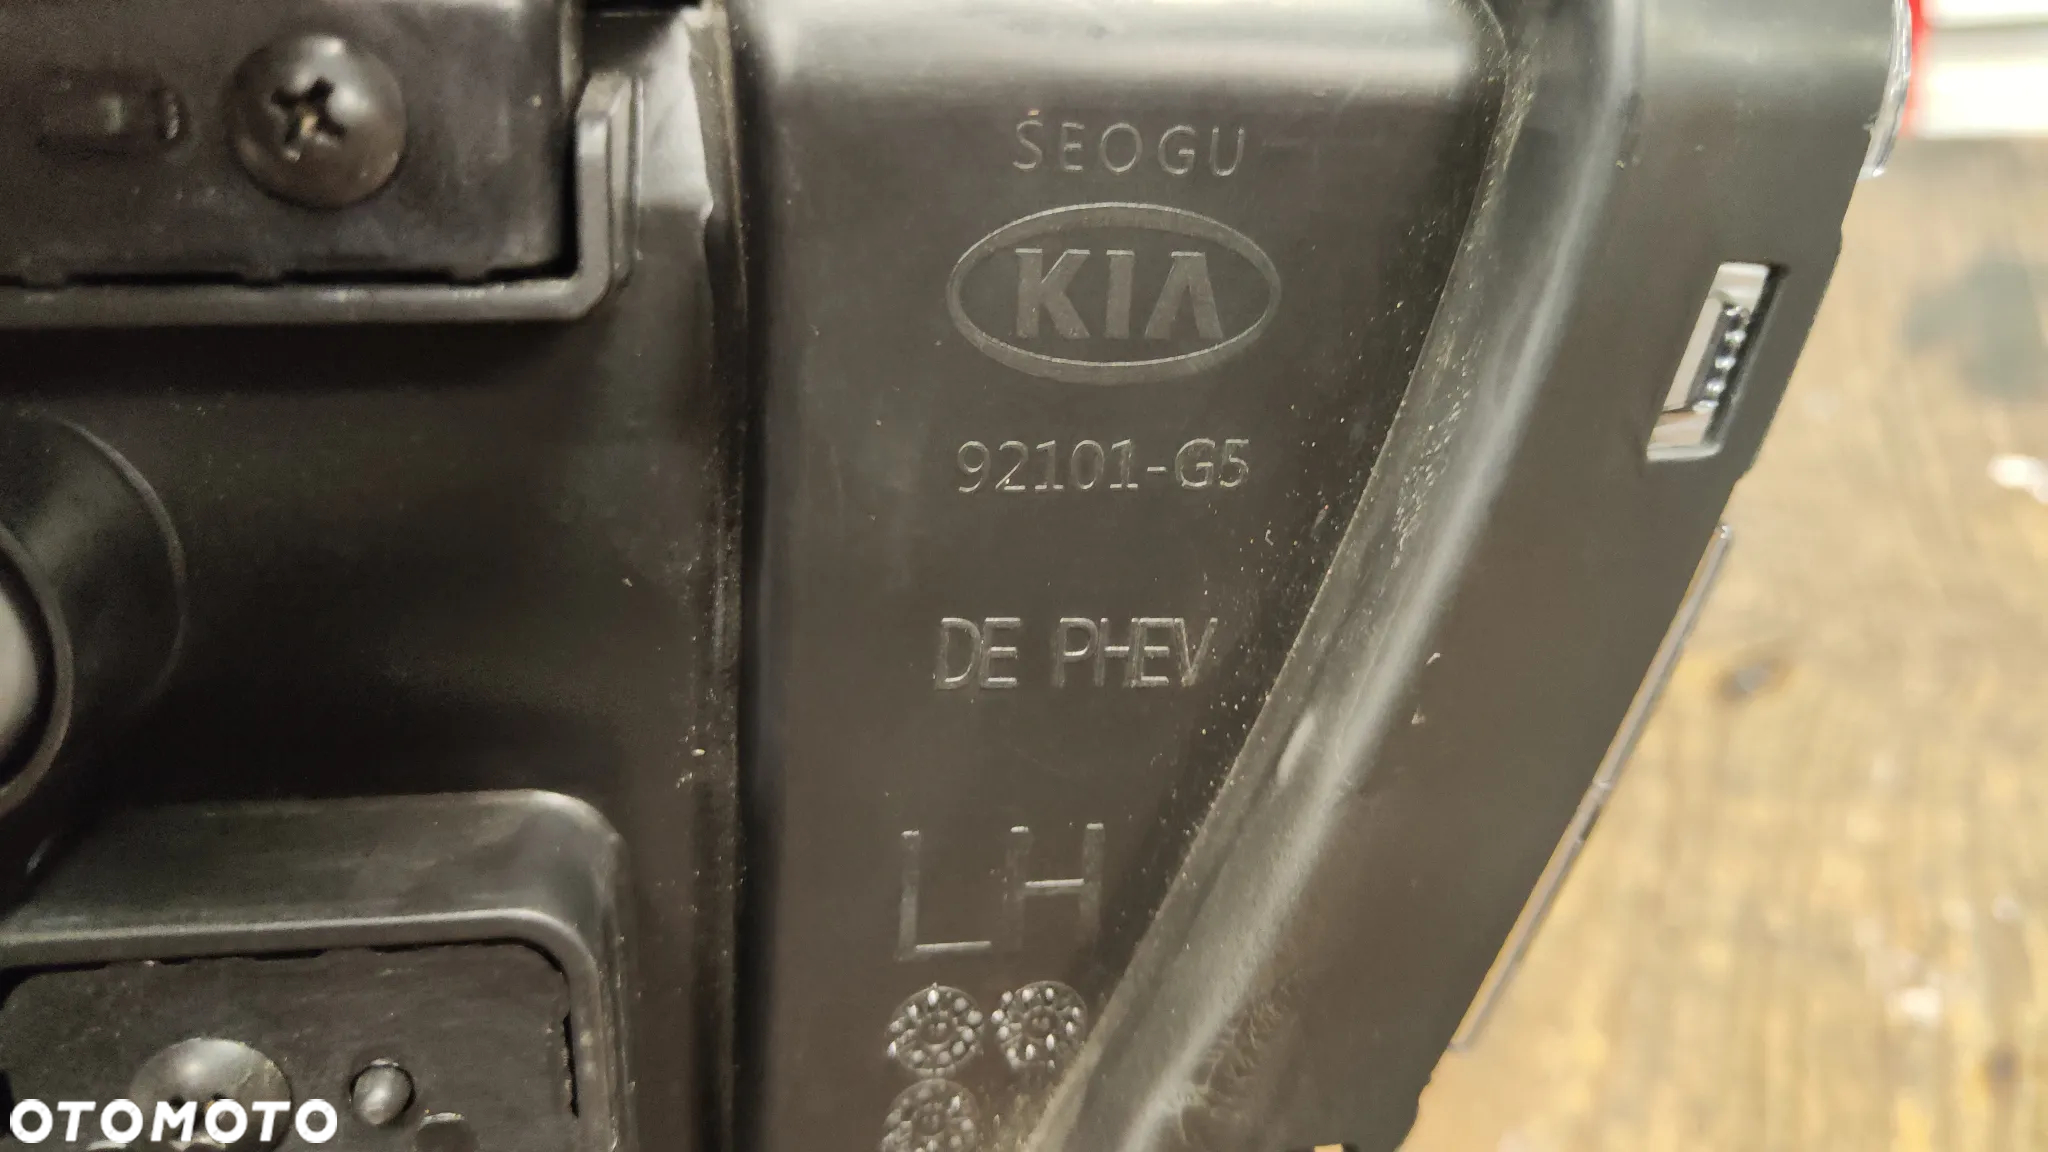 SEOGU
KIA
92101-G5
DE PHEV
LH
OTOMOTO